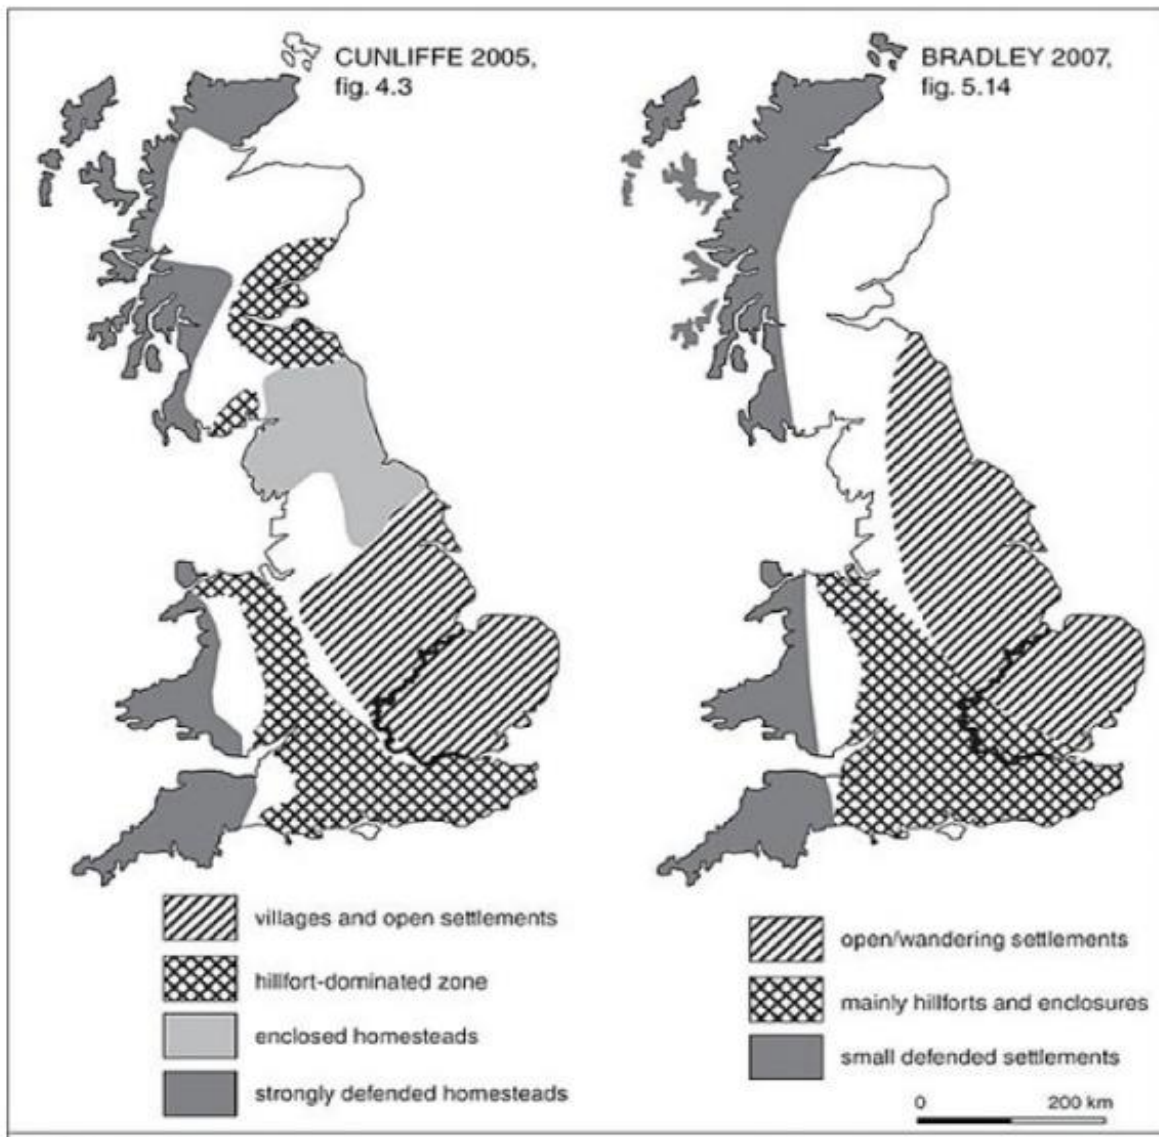 CUNLIFFE 2005,
fig. 4.3
villages and open settlements
hillfort-dominated zone
enclosed homesteads
strongly defended homesteads
BRADLEY 2007,
fig. 5.14
open/wandering settlements
mainly hillforts and enclosures
small defended settlements
0 200 km